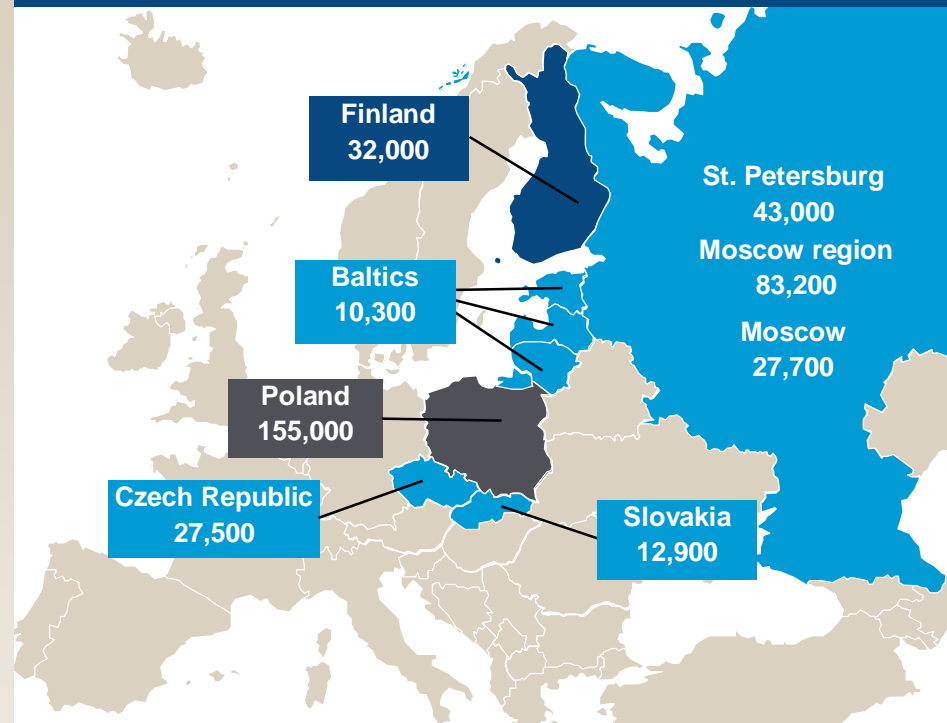 Finland
32,000
St. Petersburg
43,000
Moscow region
83,200
Baltics
10,300
Moscow
27,700
Poland
155,000
Czech Republic
27,500
Slovakia
12,900